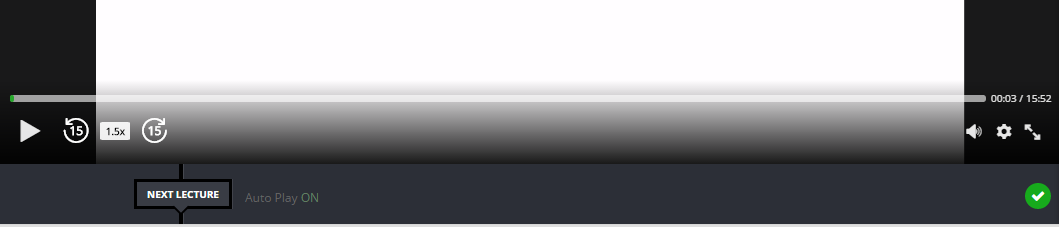 00:03 / 15:52
15
1.5x
15
NEXT LECTURE
Auto Play ON